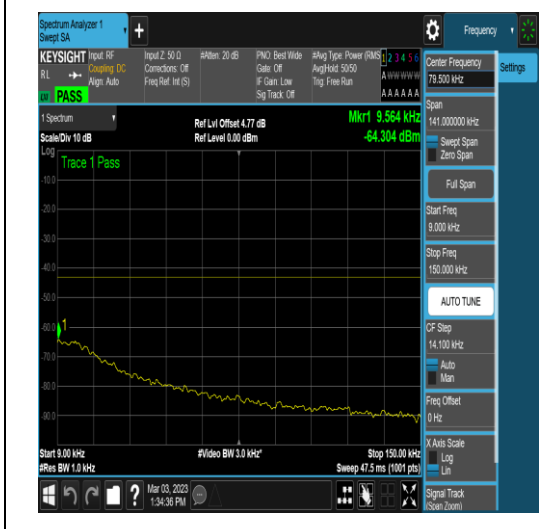 Spectrum Analyzer 1
Swept SA
Frequency
KEYSIGHT
RL
Input: RF
Coupling: DC
Align: Auto
Input Z: 50 Ω
Corrections: Off
Freq Ref: Int (S)
#Atten: 20 dB
PNO: Best Wide
Gate: Off
IF Gain: Low
Sig Track: Off
#Avg Type: Power (RMS)
Avg|Hold: 50/50
Trig: Free Run
1 2 3 4 5 6
A W W W W W
A A A A A A
PASS
1 Spectrum
Scale/Div 10 dB
Ref Lvl Offset 4.77 dB
Ref Level 0.00 dBm
Mkr1 9.564 kHz
-64.304 dBm
Log
Trace 1 Pass
-10.0
-20.0
-30.0
-40.0
-50.0
-60.0
1
-70.0
-80.0
-90.0
Start 9.00 kHz
#Res BW 1.0 kHz
#Video BW 3.0 kHz*
Stop 150.00 kHz
Sweep 47.5 ms (1001 pts)
?
Mar 03, 2023
1:34:36 PM
Center Frequency
79.500 kHz
Settings
Span
141.000000 kHz
Swept Span
Zero Span
Full Span
Start Freq
9.000 kHz
Stop Freq
150.000 kHz
AUTO TUNE
CF Step
14.100 kHz
Auto
Man
Freq Offset
0 Hz
X Axis Scale
Log
Lin
Signal Track
(Span Zoom)